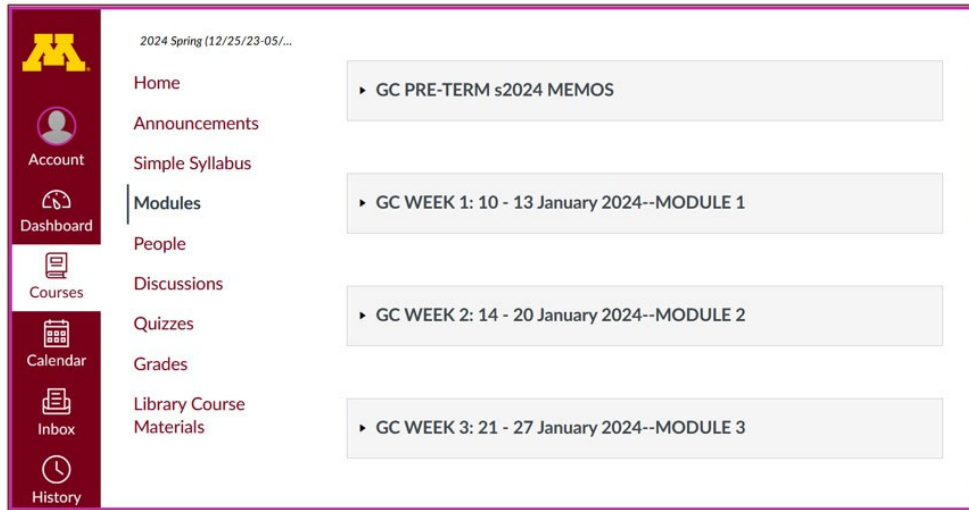 M
Account
Dashboard
Courses
Calendar
Inbox
History
2024 Spring (12/25/23-05/...
Home
Announcements
Simple Syllabus
Modules
People
Discussions
Quizzes
Grades
Library Course
Materials
GC PRE-TERM s2024 MEMOS
GC WEEK 1: 10 - 13 January 2024--MODULE 1
GC WEEK 2: 14 - 20 January 2024--MODULE 2
GC WEEK 3: 21 - 27 January 2024--MODULE 3